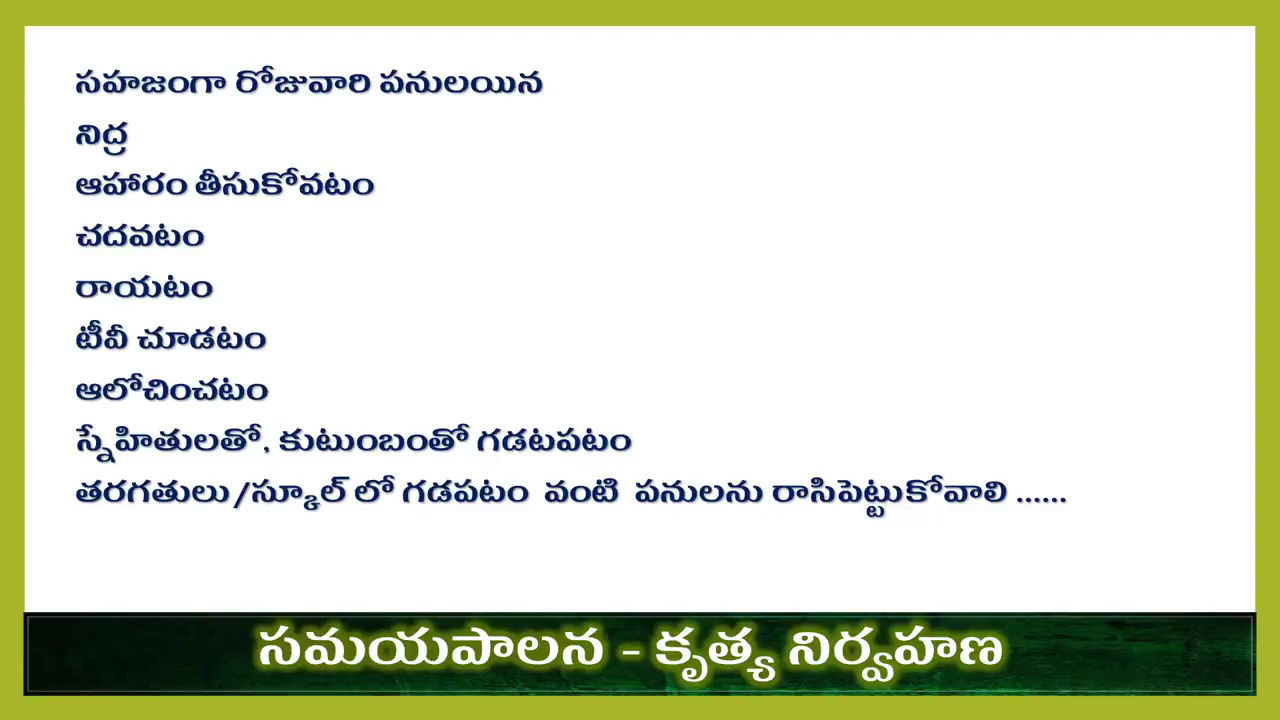 సహజంగా రోజువారి పనులయిన
నిద్ర
ఆహారం తీసుకోవటం
చదవటం
రాయటం
టీవీ చూడటం
ఆలోచించటం
స్నేహితులతో, కుటుంబంతో గడటపటం
తరగతులు/స్కూల్ లో గడపటం వంటి పనులను రాసిపెట్టుకోవాలి ......
సమయపాలన - కృత్య నిర్వహణ